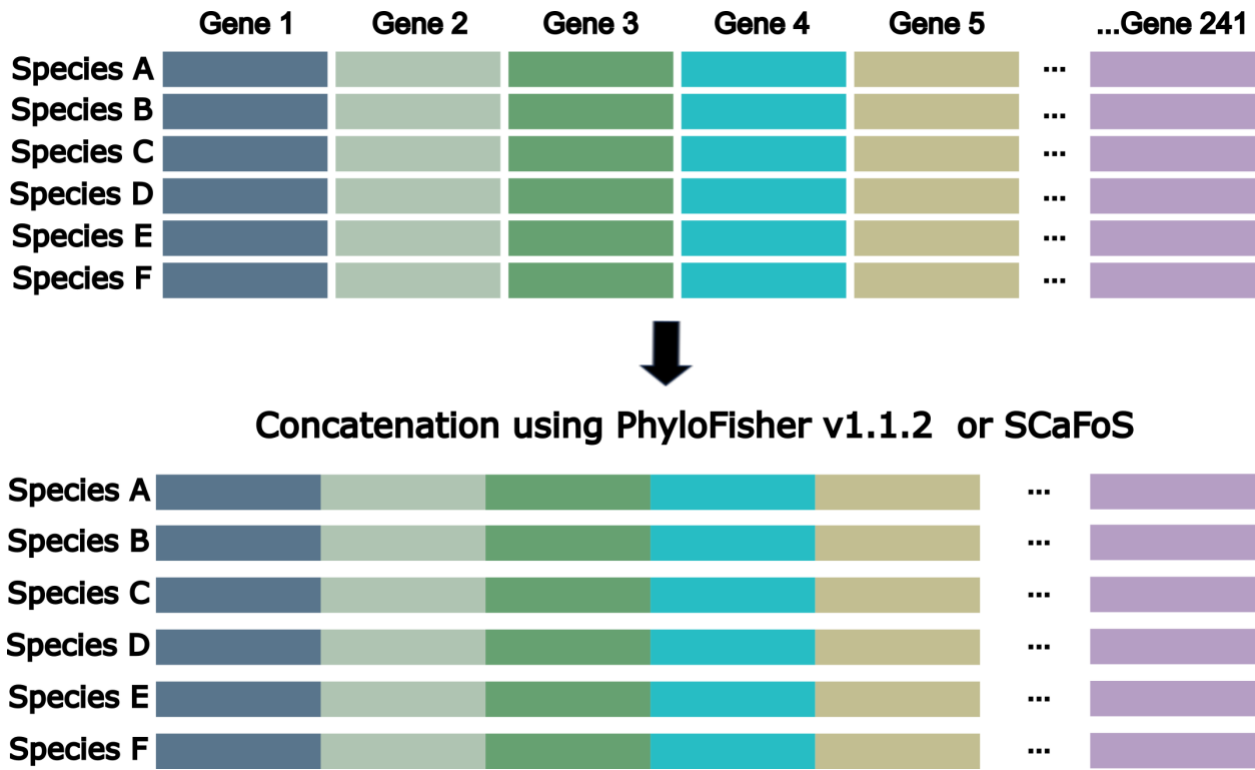 Gene 1 Gene 2 Gene 3 Gene 4 Gene 5 ...Gene 241
Species A ...
Species B ...
Species C ...
Species D ...
Species E ...
Species F ...
Concatenation using PhyloFisher v1.1.2 or SCaFoS
Species A ...
Species B ...
Species C ...
Species D ...
Species E ...
Species F ...